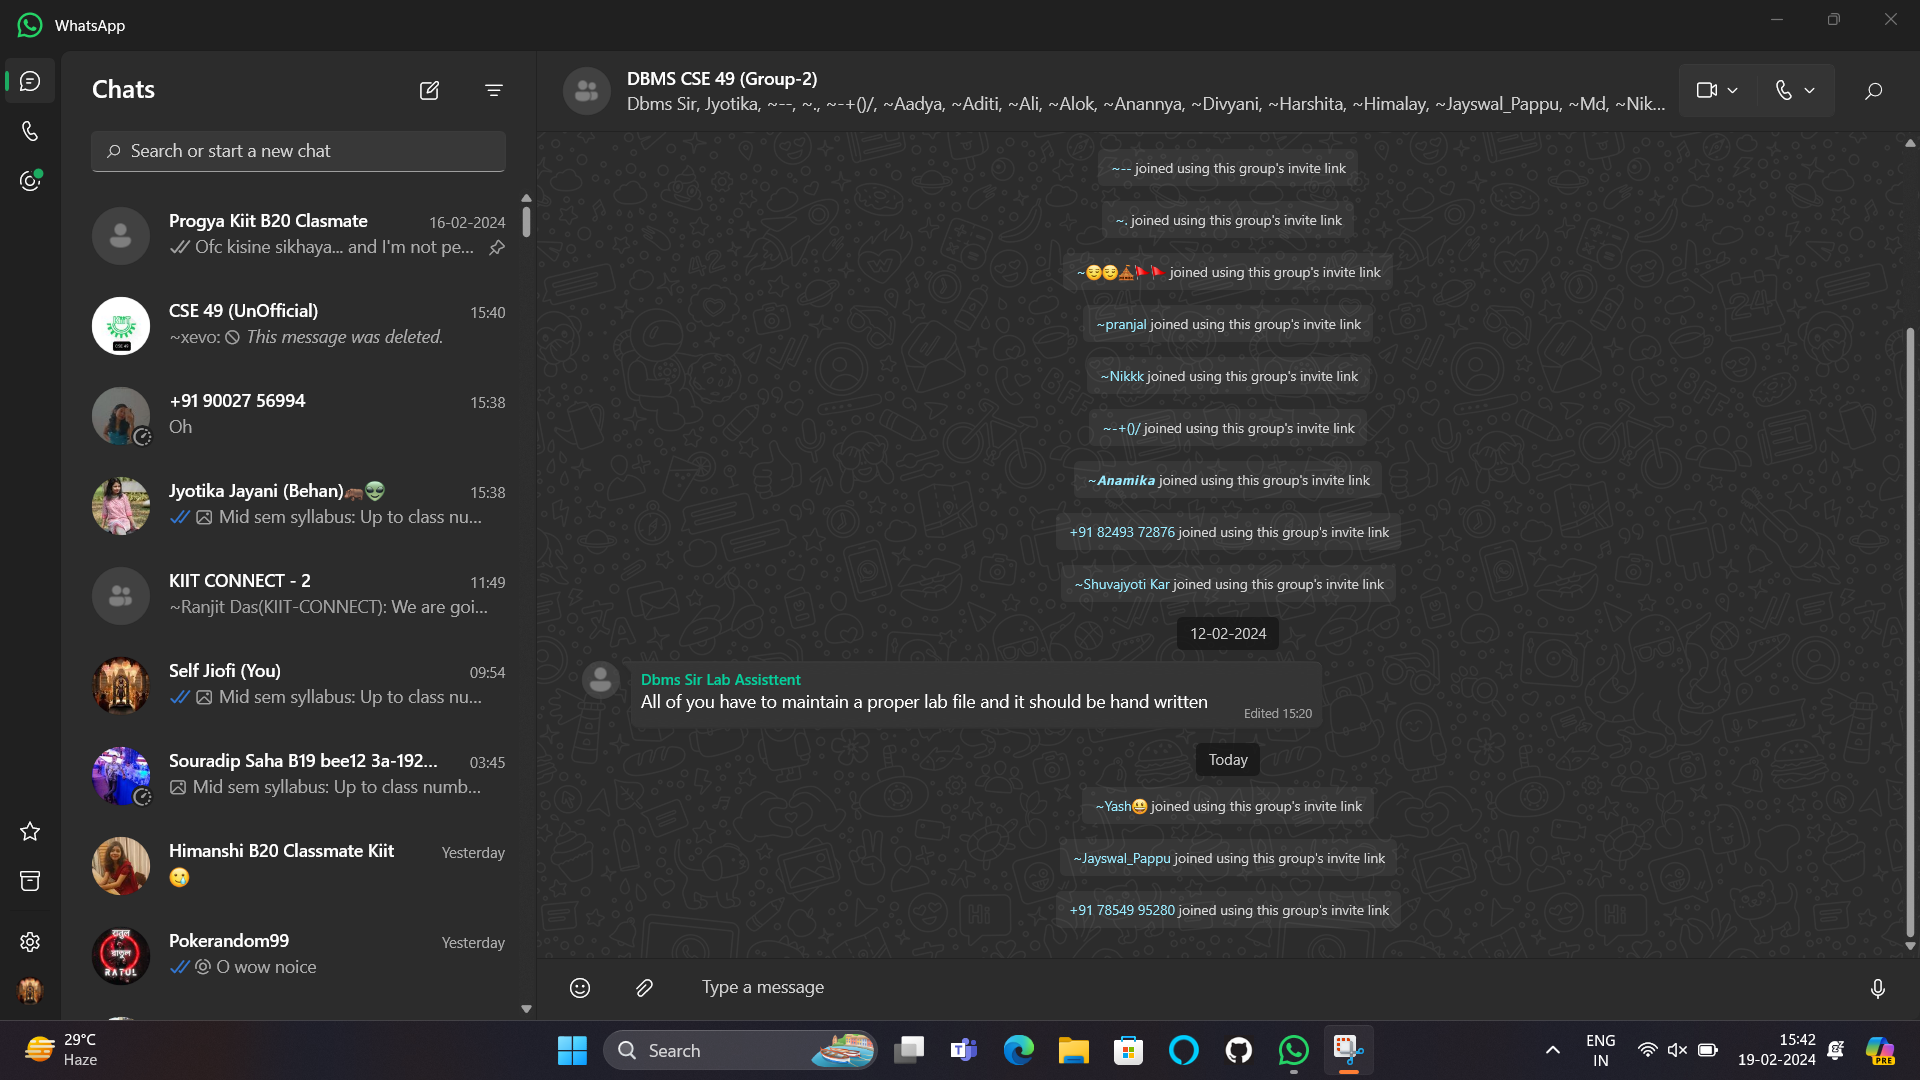 WhatsApp
Chats
Search or start a new chat
Progya Kiit B20 Clasmate
16-02-2024
Ofc kisine sikhaya... and I'm not pe...
CSE 49 (UnOfficial)
15:40
~xevo: This message was deleted.
+91 90027 56994
15:38
Oh
Jyotika Jayani (Behan)🐗👽
15:38
Mid sem syllabus: Up to class nu...
KIIT CONNECT - 2
11:49
~Ranjit Das(KIIT-CONNECT): We are goi...
Self Jiofi (You)
09:54
Mid sem syllabus: Up to class nu...
Souradip Saha B19 bee12 3a-192...
03:45
Mid sem syllabus: Up to class numb...
Himanshi B20 Classmate Kiit
Yesterday
🥲
RATUL
Pokerandom99
Yesterday
O wow noice
DBMS CSE 49 (Group-2)
Dbms Sir, Jyotika, ~--, ~., ~-+()/, ~Aadya, ~Aditi, ~Ali, ~Alok, ~Anannya, ~Divyani, ~Harshita, ~Himalay, ~Jayswal_Pappu, ~Md, ~Nik...
~-- joined using this group's invite link
~. joined using this group's invite link
~😌😌🛕🚩🚩 joined using this group's invite link
~pranjal joined using this group's invite link
~Nikkk joined using this group's invite link
~-+()/ joined using this group's invite link
~Anamika joined using this group's invite link
+91 82493 72876 joined using this group's invite link
~Shuvajyoti Kar joined using this group's invite link
12-02-2024
Dbms Sir Lab Assisttent
All of you have to maintain a proper lab file and it should be hand written
Edited 15:20
Today
~Yash😀 joined using this group's invite link
~Jayswal_Pappu joined using this group's invite link
+91 78549 95280 joined using this group's invite link
Type a message
29°C
Haze
Search
ENG
IN
15:42
19-02-2024
PRE